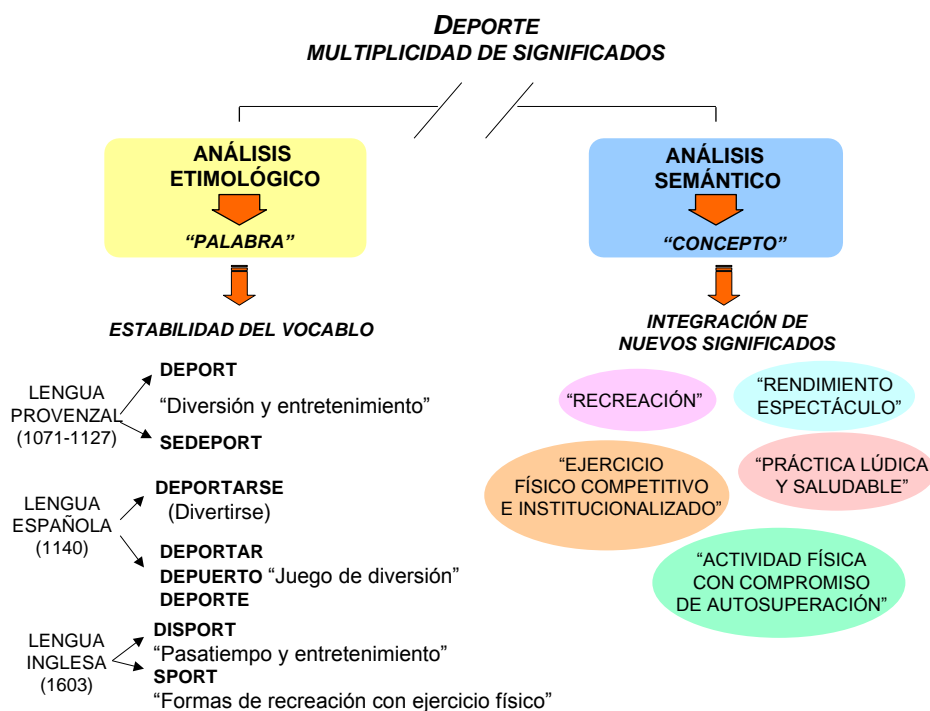 DEPORTE
MULTIPLICIDAD DE SIGNIFICADOS
ANÁLISIS
ETIMOLÓGICO
“PALABRA”
ESTABILIDAD DEL VOCABLO
LENGUA
PROVENZAL
(1071-1127)
DEPORT
“Diversión y entretenimiento”
SEDEPORT
LENGUA
ESPAÑOLA
(1140)
DEPORTARSE
(Divertirse)
DEPORTAR
DEPUERTO “Juego de diversión”
DEPORTE
LENGUA
INGLESA
(1603)
DISPORT
“Pasatiempo y entretenimiento”
SPORT
“Formas de recreación con ejercicio físico”
ANÁLISIS
SEMÁNTICO
“CONCEPTO”
INTEGRACIÓN DE
NUEVOS SIGNIFICADOS
“RECREACIÓN”
“RENDIMIENTO
ESPECTÁCULO”
“EJERCICIO
FÍSICO COMPETITIVO
E INSTITUCIONALIZADO”
“PRÁCTICA LÚDICA
Y SALUDABLE”
“ACTIVIDAD FÍSICA
CON COMPROMISO
DE AUTOSUPERACIÓN”